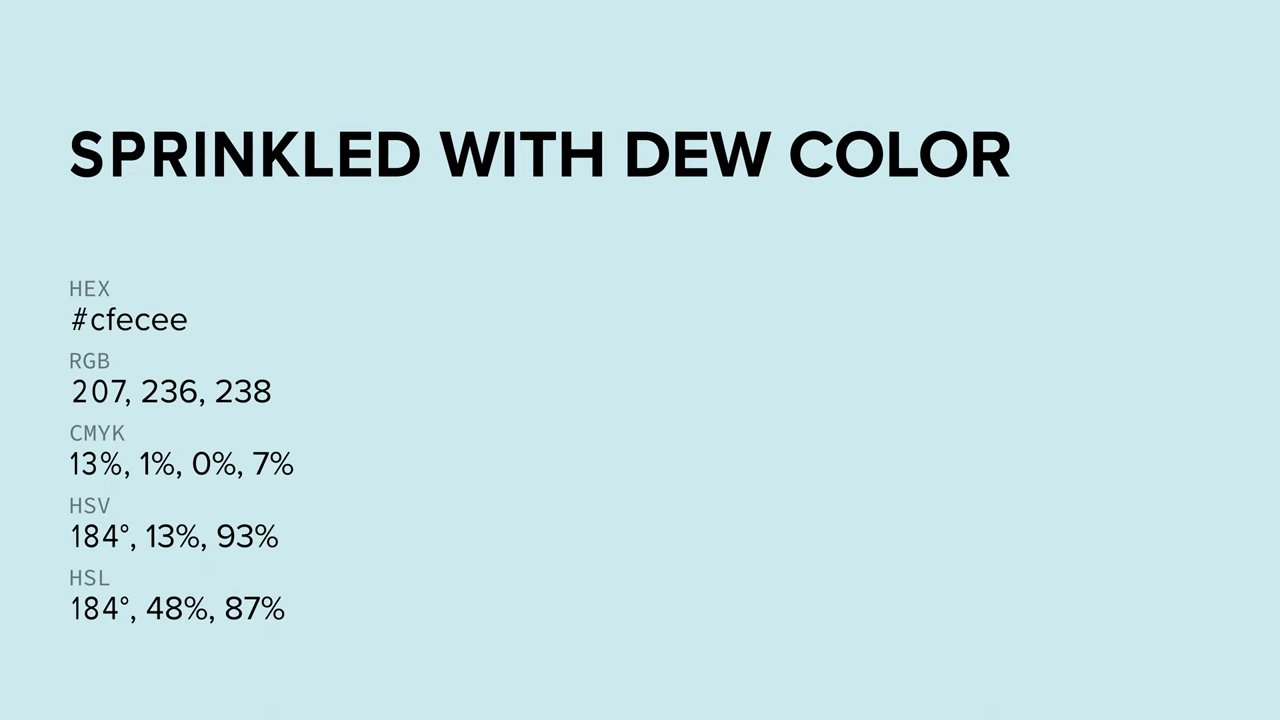 SPRINKLED WITH DEW COLOR
HEX
#cfecee
RGB
207, 236, 238
CMYK
13%, 1%, 0%, 7%
HSV
184°, 13%, 93%
HSL
184°, 48%, 87%